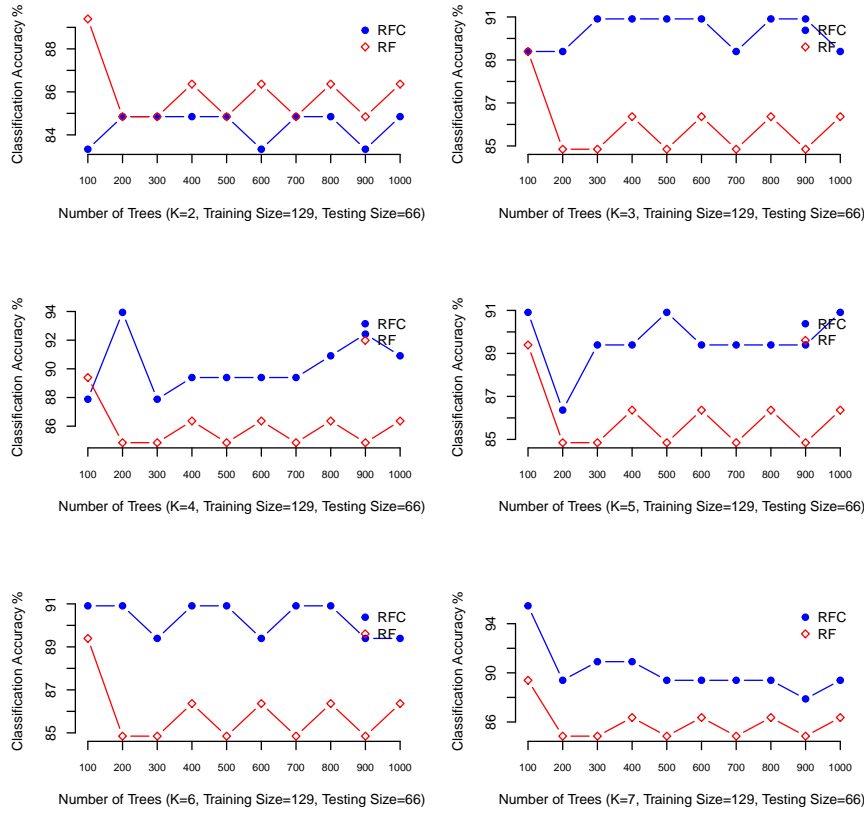 Classification Accuracy %
88
86
84
RFC
RF
100 200 300 400 500 600 700 800 900 1000
Number of Trees (K=2, Training Size=129, Testing Size=66)
Classification Accuracy %
91
89
87
85
RFC
RF
100 200 300 400 500 600 700 800 900 1000
Number of Trees (K=3, Training Size=129, Testing Size=66)
Classification Accuracy %
94
92
90
88
86
RFC
RF
100 200 300 400 500 600 700 800 900 1000
Number of Trees (K=4, Training Size=129, Testing Size=66)
Classification Accuracy %
91
89
87
85
RFC
RF
100 200 300 400 500 600 700 800 900 1000
Number of Trees (K=5, Training Size=129, Testing Size=66)
Classification Accuracy %
91
89
87
85
RFC
RF
100 200 300 400 500 600 700 800 900 1000
Number of Trees (K=6, Training Size=129, Testing Size=66)
Classification Accuracy %
94
90
86
RFC
RF
100 200 300 400 500 600 700 800 900 1000
Number of Trees (K=7, Training Size=129, Testing Size=66)